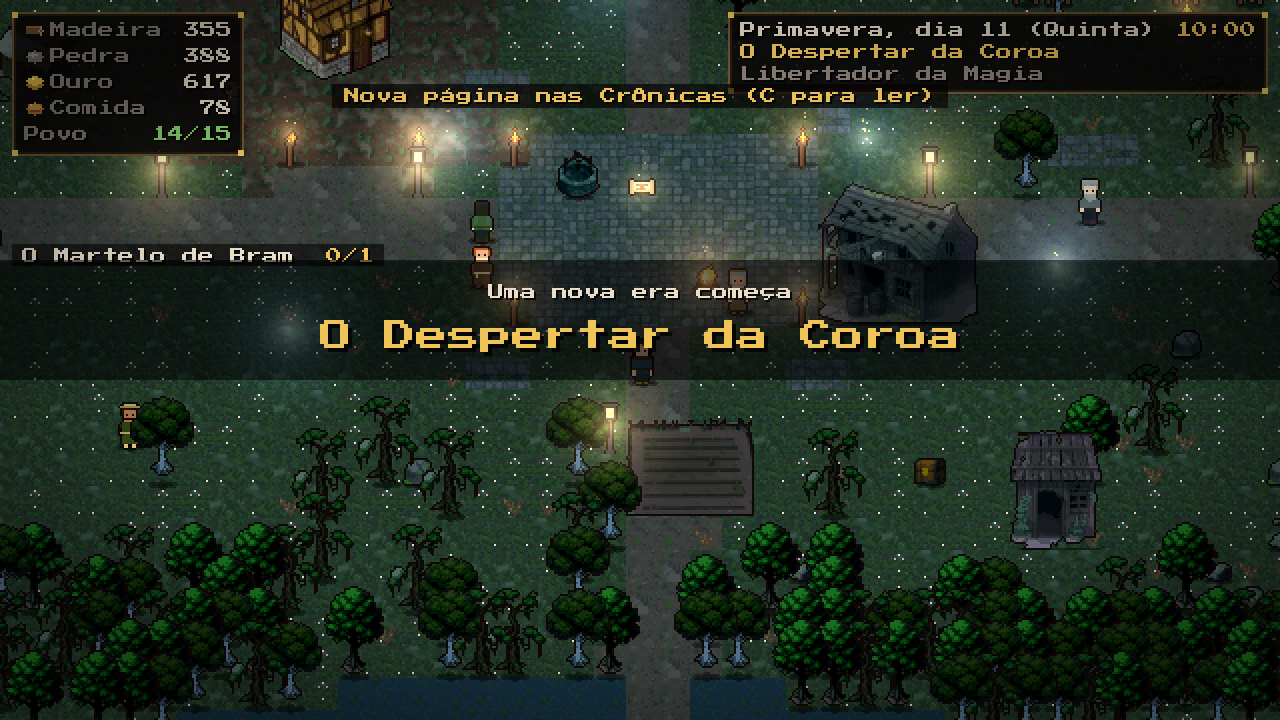 Madeira 355
Pedra 388
Ouro 617
Comida 78
Povo 14/15
Primavera, dia 11 (Quinta) 10:00
O Despertar da Coroa
Libertador da Magia
Nova página nas Crônicas (C para ler)
O Martelo de Bram 0/1
Uma nova era começa
O Despertar da Coroa